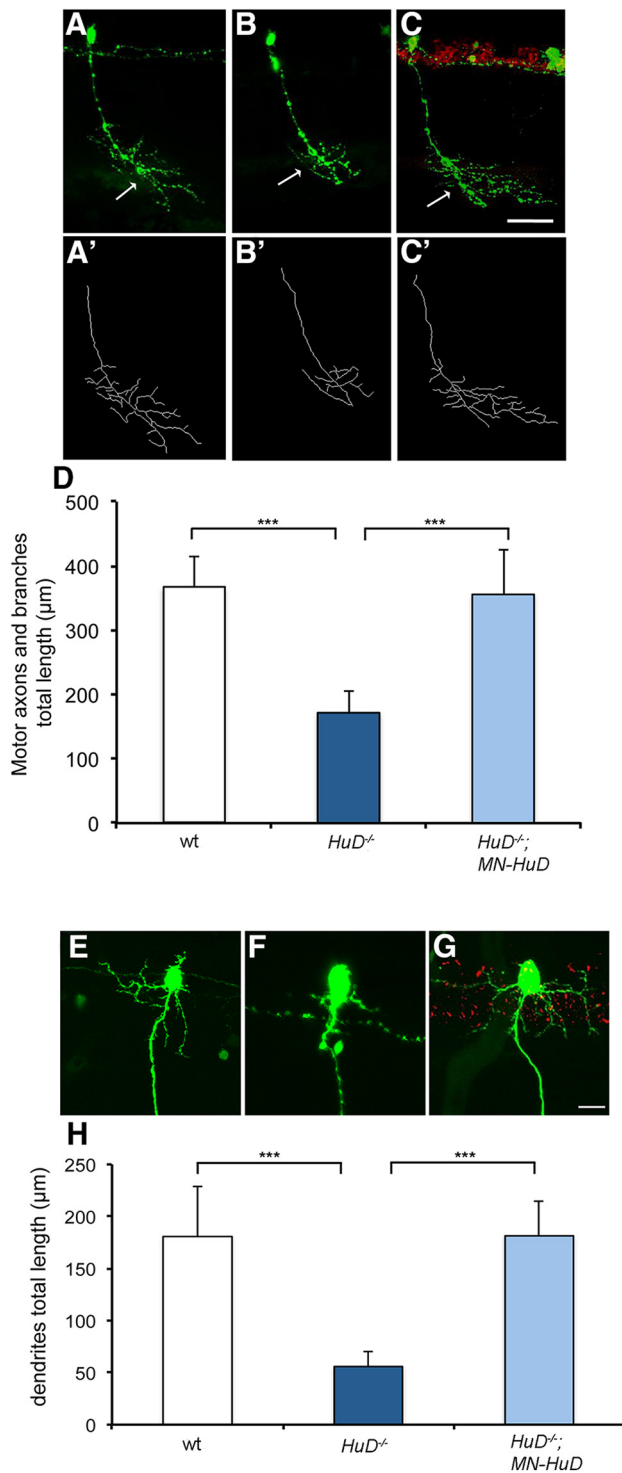 A
B
C
A'
B'
C'
D
500
400
300
200
100
0
Motor axons and branches
total length (µm)
***
***
wt
HuD-/-
HuD-/-;
MN-HuD
E
F
G
H
250
200
150
100
50
0
dendrites total length (µm)
***
***
wt
HuD-/-
HuD-/-;
MN-HuD